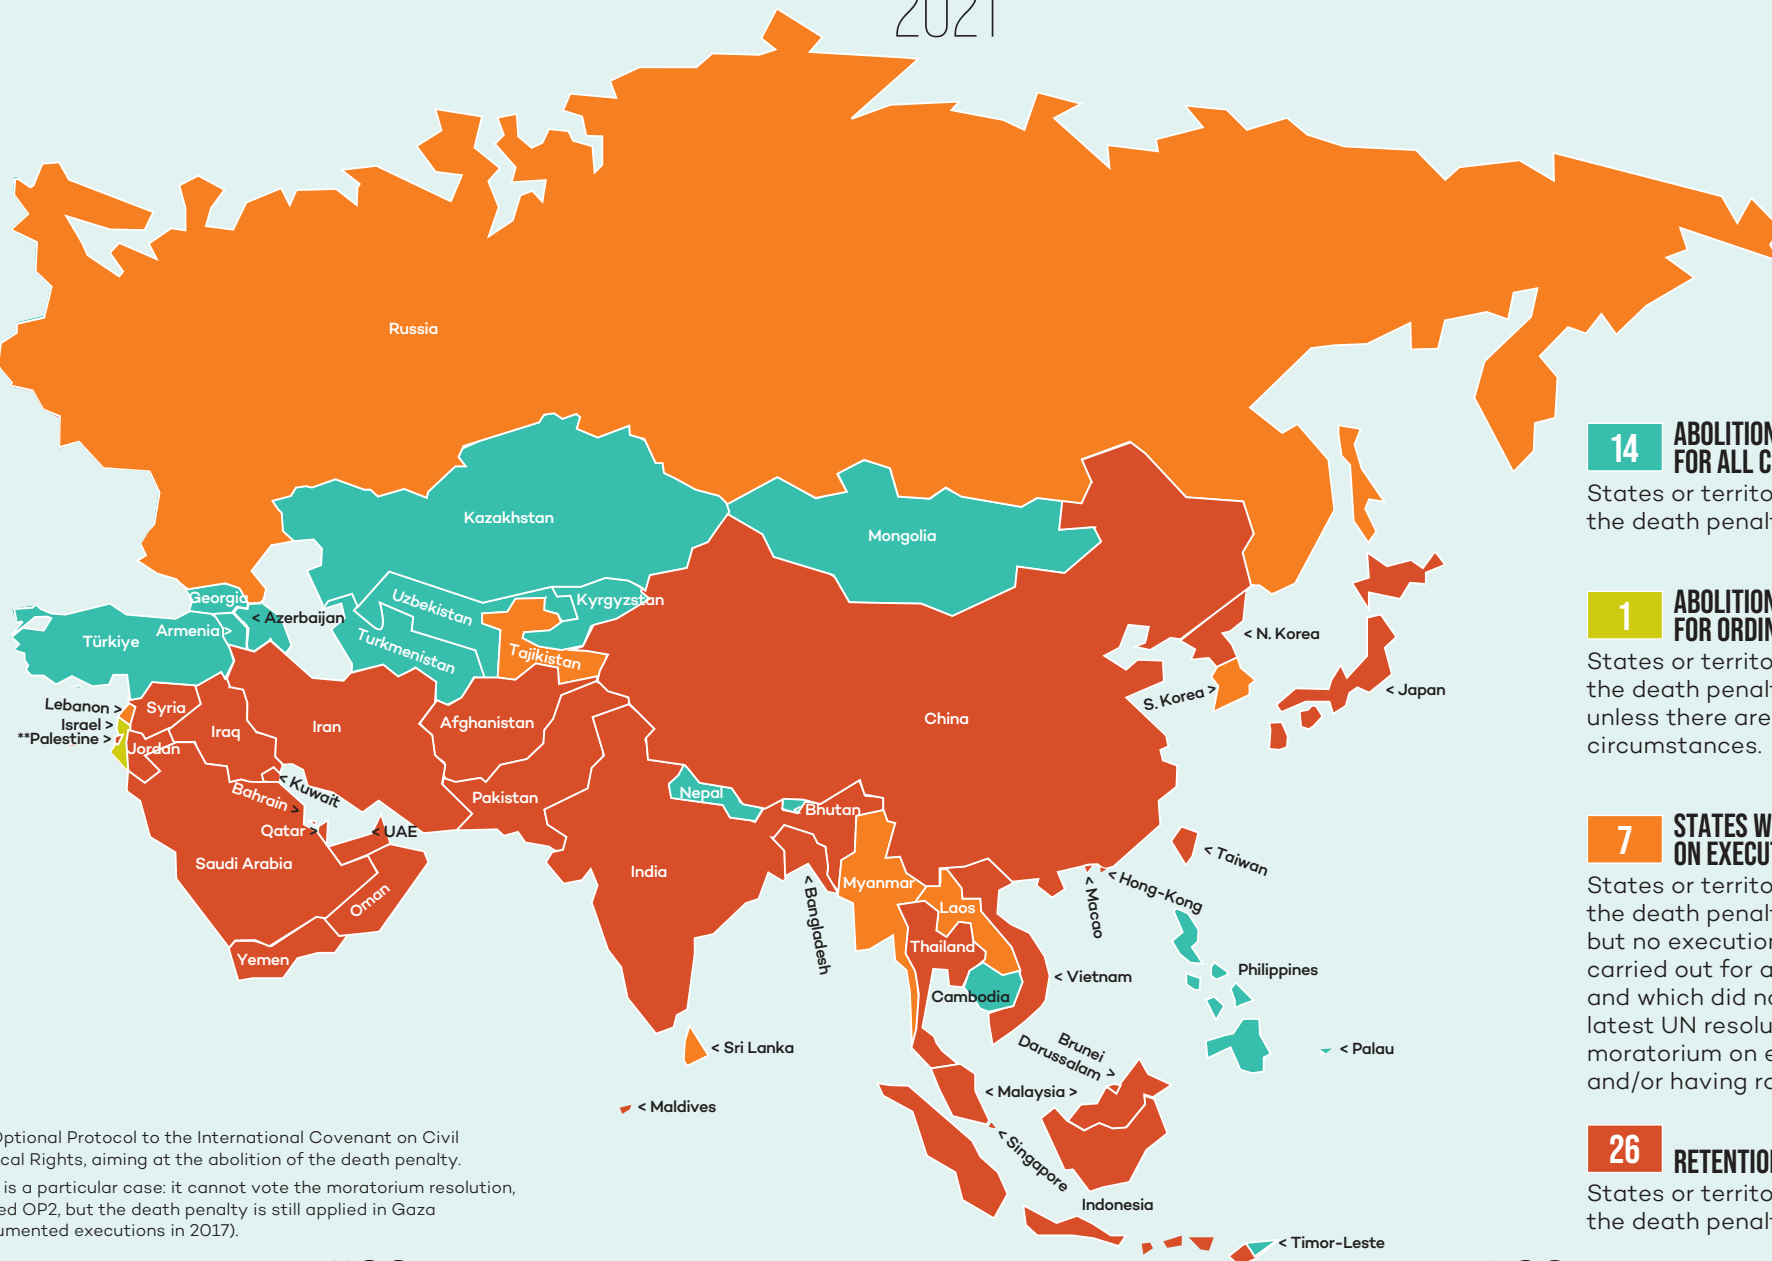 2021
Russia
Kazakhstan
Mongolia
Georgia
< Azerbaijan
Uzbekistan
Kyrgyzstan
Armenia>
Türkiye
Turkmenistan
Tajikistan
< N. Korea
< Japan
S. Korea >
Lebanon >
Syria
Israel >
**Palestine >
Jordan
Iraq
Iran
Afghanistan
China
Pakistan
Nepal
< Bhutan
< Kuwait
Bahrain >
Qatar >
< UAE
Saudi Arabia
Oman
Yemen
India
< Bangladesh
Myanmar
Laos
Thailand
Cambodia
< Vietnam
< Macao
< Hong-Kong
< Taiwan
Philippines
< Palau
< Sri Lanka
< Maldives
Brunei
Darussalam >
< Malaysia >
< Singapore
Indonesia
< Timor-Leste
14
ABOLITION
FOR ALL C
States or territo
the death penalt
1
ABOLITION
FOR ORDIN
States or territo
the death penalt
unless there are
circumstances.
7
STATES W
ON EXECUT
States or territo
the death penalt
but no execution
carried out for a
and which did no
latest UN resolu
moratorium on e
and/or having ra
26
RETENTION
States or territo
the death penalt
Optional Protocol to the International Covenant on Civil
cal Rights, aiming at the abolition of the death penalty.
is a particular case: it cannot vote the moratorium resolution,
ed OP2, but the death penalty is still applied in Gaza
umented executions in 2017).